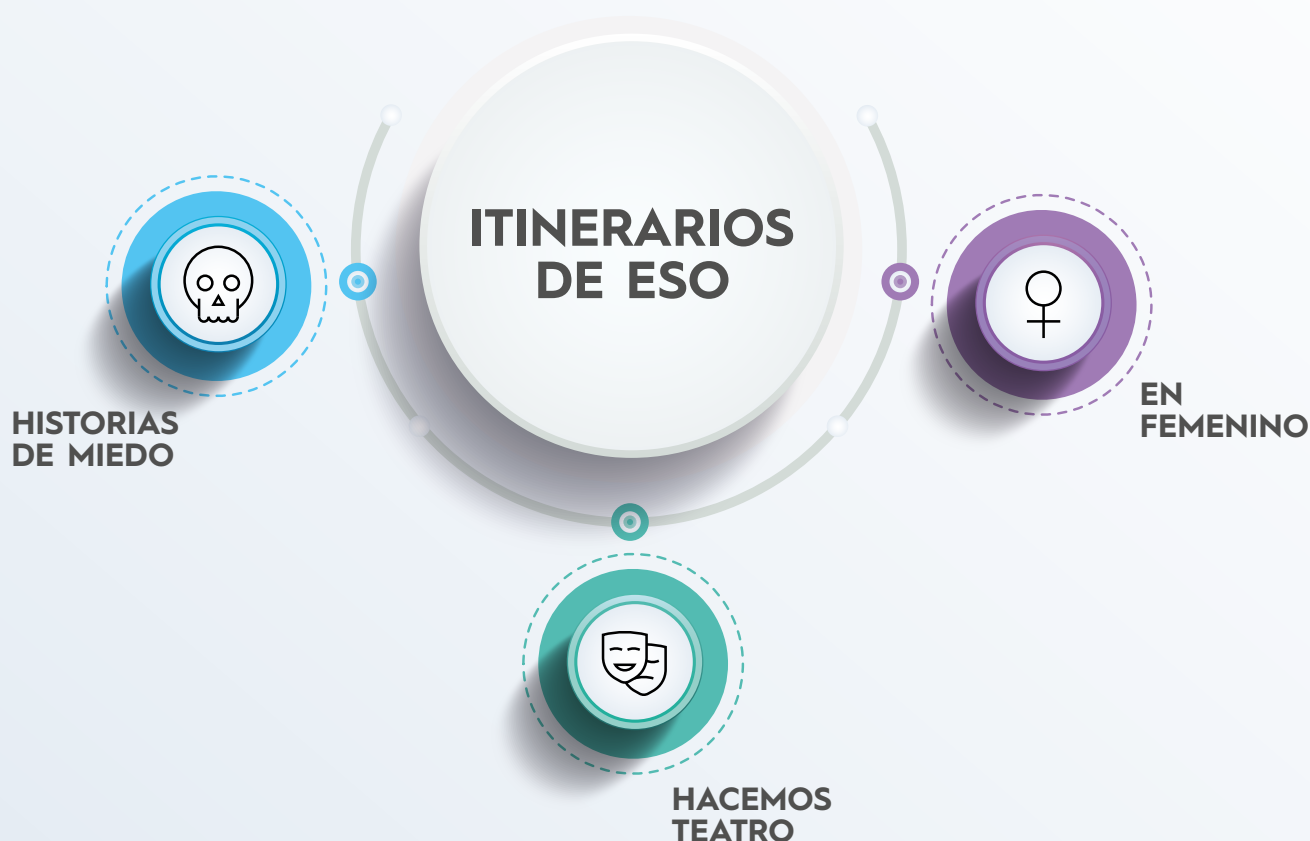 ITINERARIOS
DE ESO
HISTORIAS
DE MIEDO
EN
FEMENINO
HACEMOS
TEATRO